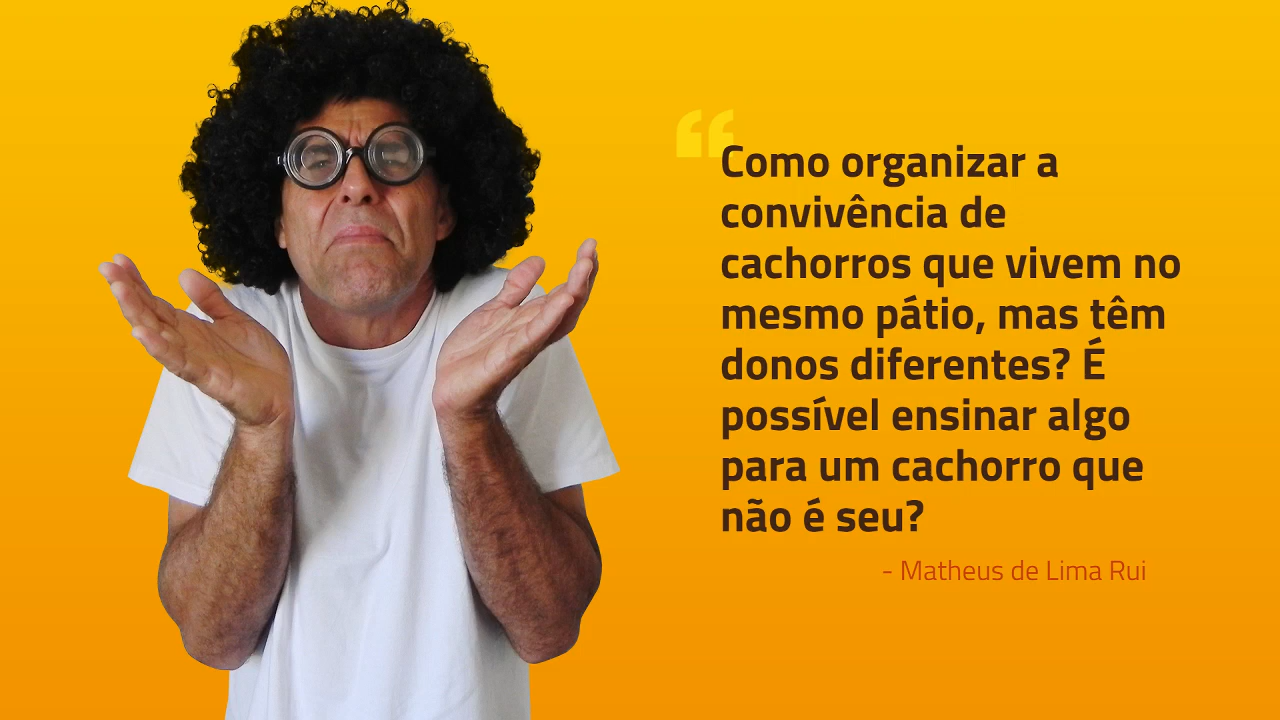 “Como organizar a
convivência de
cachorros que vivem no
mesmo pátio, mas têm
donos diferentes? É
possível ensinar algo
para um cachorro que
não é seu?
- Matheus de Lima Rui